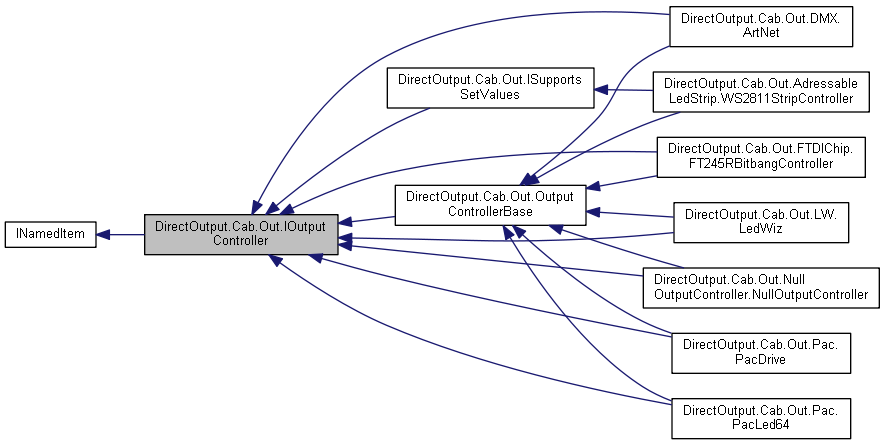 DirectOutput.Cab.Out.DMX.
ArtNet
DirectOutput.Cab.Out.ISupports
SetValues
DirectOutput.Cab.Out.Adressable
LedStrip.WS2811StripController
DirectOutput.Cab.Out.FTDIChip.
FT245RBitbangController
DirectOutput.Cab.Out.Output
ControllerBase
DirectOutput.Cab.Out.LW.
LedWiz
INamedItem
DirectOutput.Cab.Out.IOutput
Controller
DirectOutput.Cab.Out.Null
OutputController.NullOutputController
DirectOutput.Cab.Out.Pac.
PacDrive
DirectOutput.Cab.Out.Pac.
PacLed64